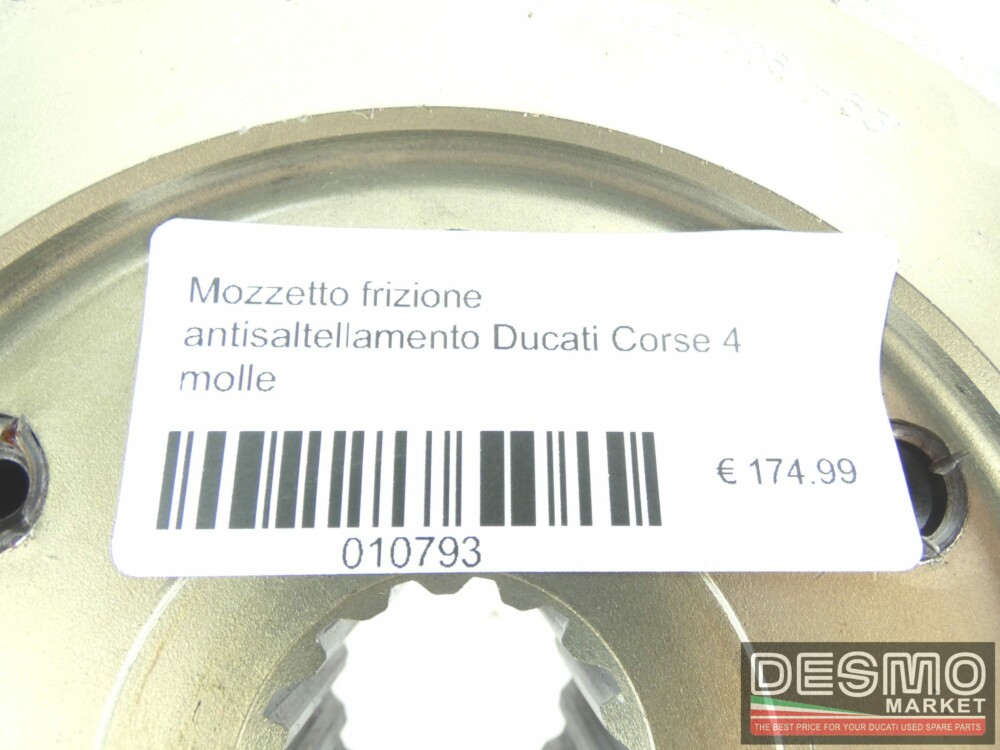 Mozzetto frizione
antisaltellamento Ducati Corse 4
molle
€ 174.99
010793
DESMO
MARKET
THE BEST PRICE FOR YOUR DUCATI USED SPARE PARTS